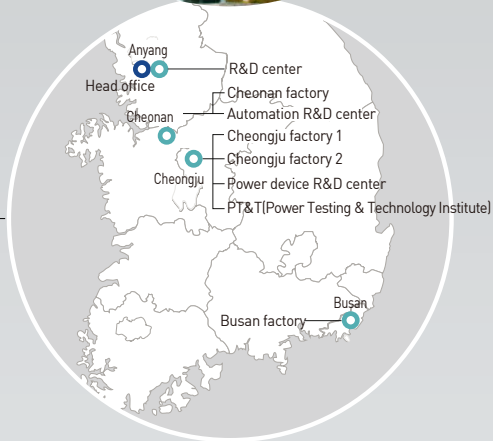 Anyang
R&D center
Head office
Cheonan factory
Automation R&D center
Cheonan
Cheongju factory 1
Cheongju factory 2
Cheongju
Power device R&D center
PT&T(Power Testing & Technology Institute)
Busan
Busan factory